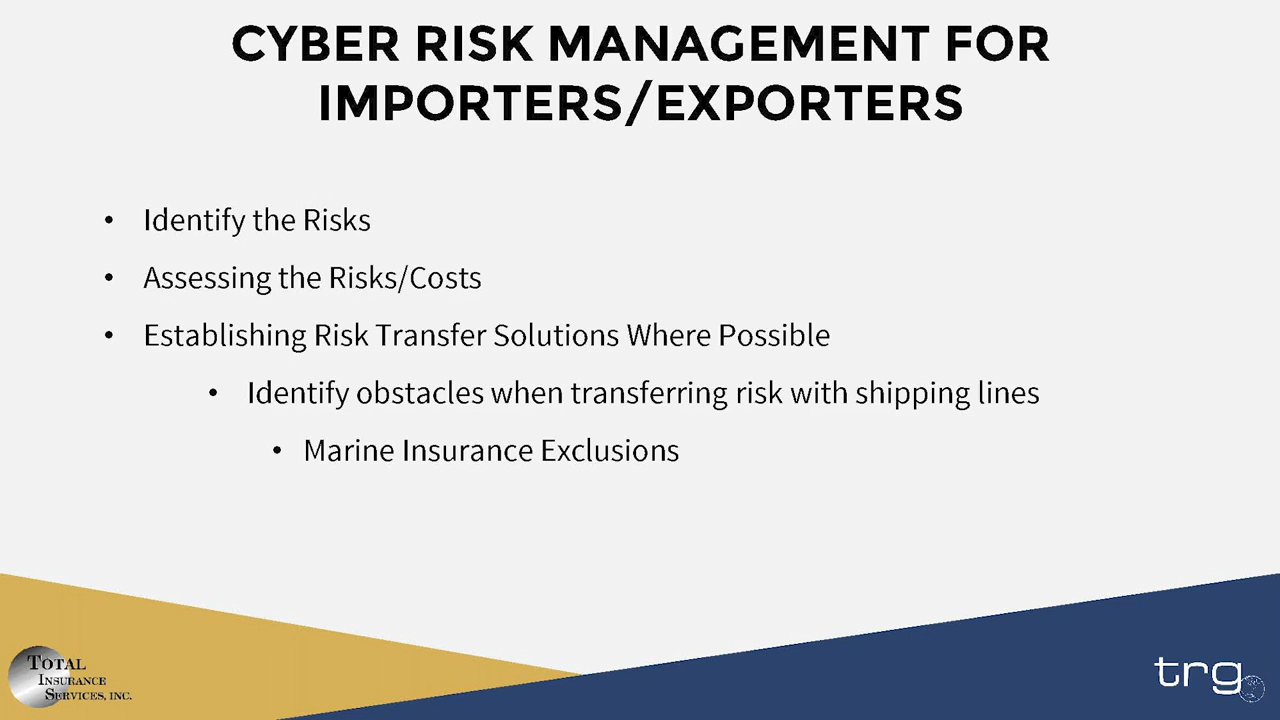 CYBER RISK MANAGEMENT FOR
IMPORTERS/EXPORTERS
• Identify the Risks
• Assessing the Risks/Costs
• Establishing Risk Transfer Solutions Where Possible
• Identify obstacles when transferring risk with shipping lines
• Marine Insurance Exclusions
TOTAL
INSURANCE
SERVICES, INC.
trg